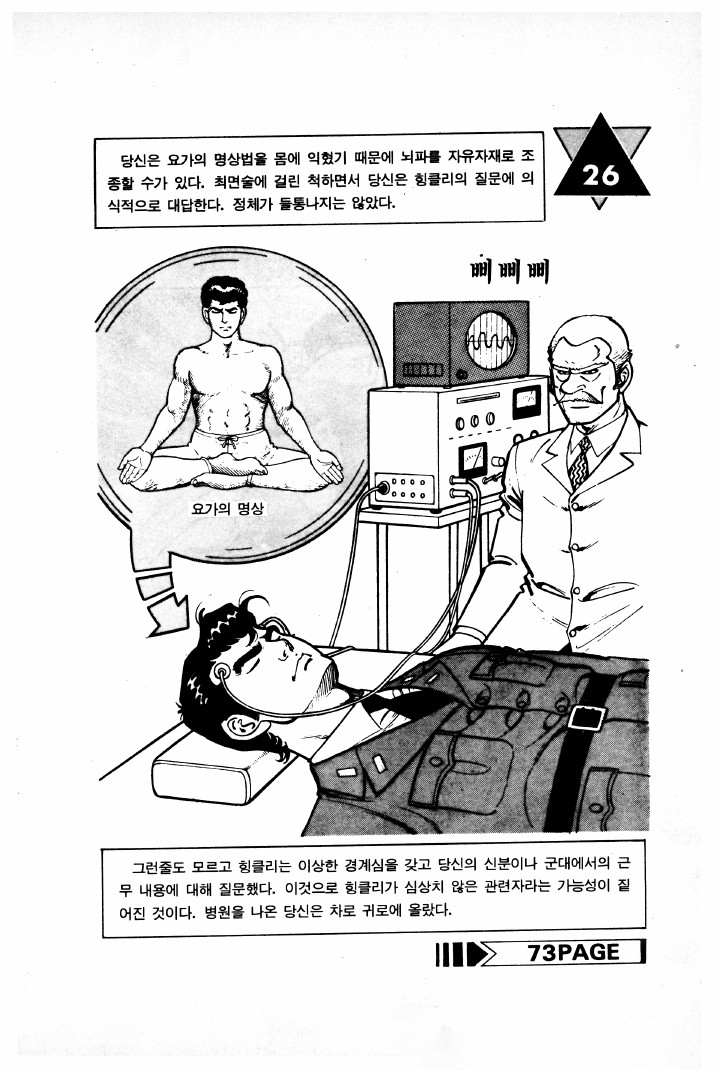 당신은 요가의 명상법을 몸에 익혔기 때문에 뇌파를 자유자재로 조
종할 수가 있다. 최면술에 걸린 척하면서 당신은 힝클리의 질문에 의
식적으로 대답한다. 정체가 들통나지는 않았다.
26
삐 삐 삐
요가의 명상
그런줄도 모르고 힝클리는 이상한 경계심을 갖고 당신의 신분이나 군대에서의 근
무 내용에 대해 질문했다. 이것으로 힝클리가 심상치 않은 관련자라는 가능성이 짙
어진 것이다. 병원을 나온 당신은 차로 귀로에 올랐다.
73PAGE